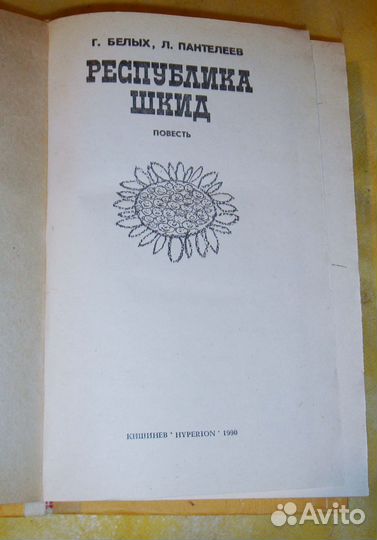 Г. БЕЛЫХ, Л. ПАНТЕЛЕЕВ
РЕСПУБЛИКА
ШКИД
ПОВЕСТЬ
КИШИНЕВ * HYPERION * 1990
Avito